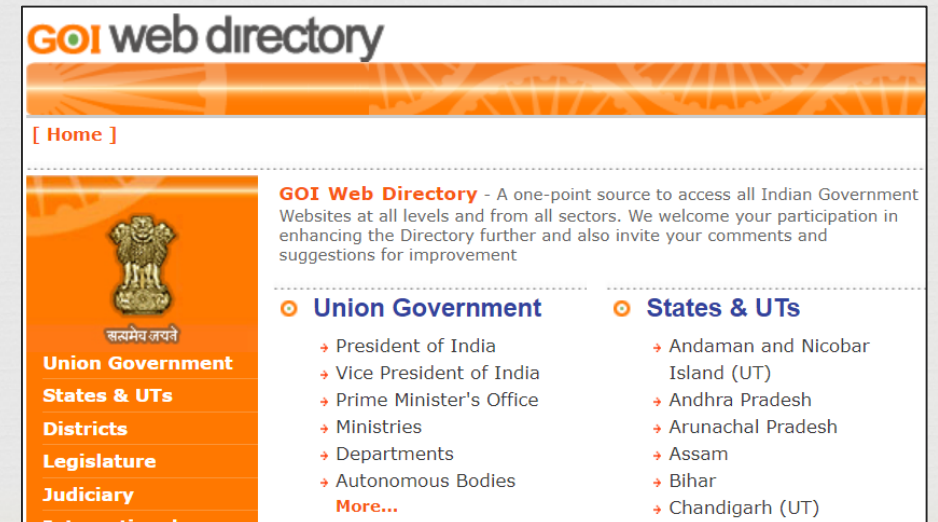 GOI web directory
[ Home ]
GOI Web Directory - A one-point source to access all Indian Government
Websites at all levels and from all sectors. We welcome your participation in
enhancing the Directory further and also invite your comments and
suggestions for improvement
सत्यमेव जयते
Union Government
States & UTs
Districts
Legislature
Judiciary
Union Government
President of India
Vice President of India
Prime Minister's Office
Ministries
Departments
Autonomous Bodies
More...
States & UTs
Andaman and Nicobar
Island (UT)
Andhra Pradesh
Arunachal Pradesh
Assam
Bihar
Chandigarh (UT)